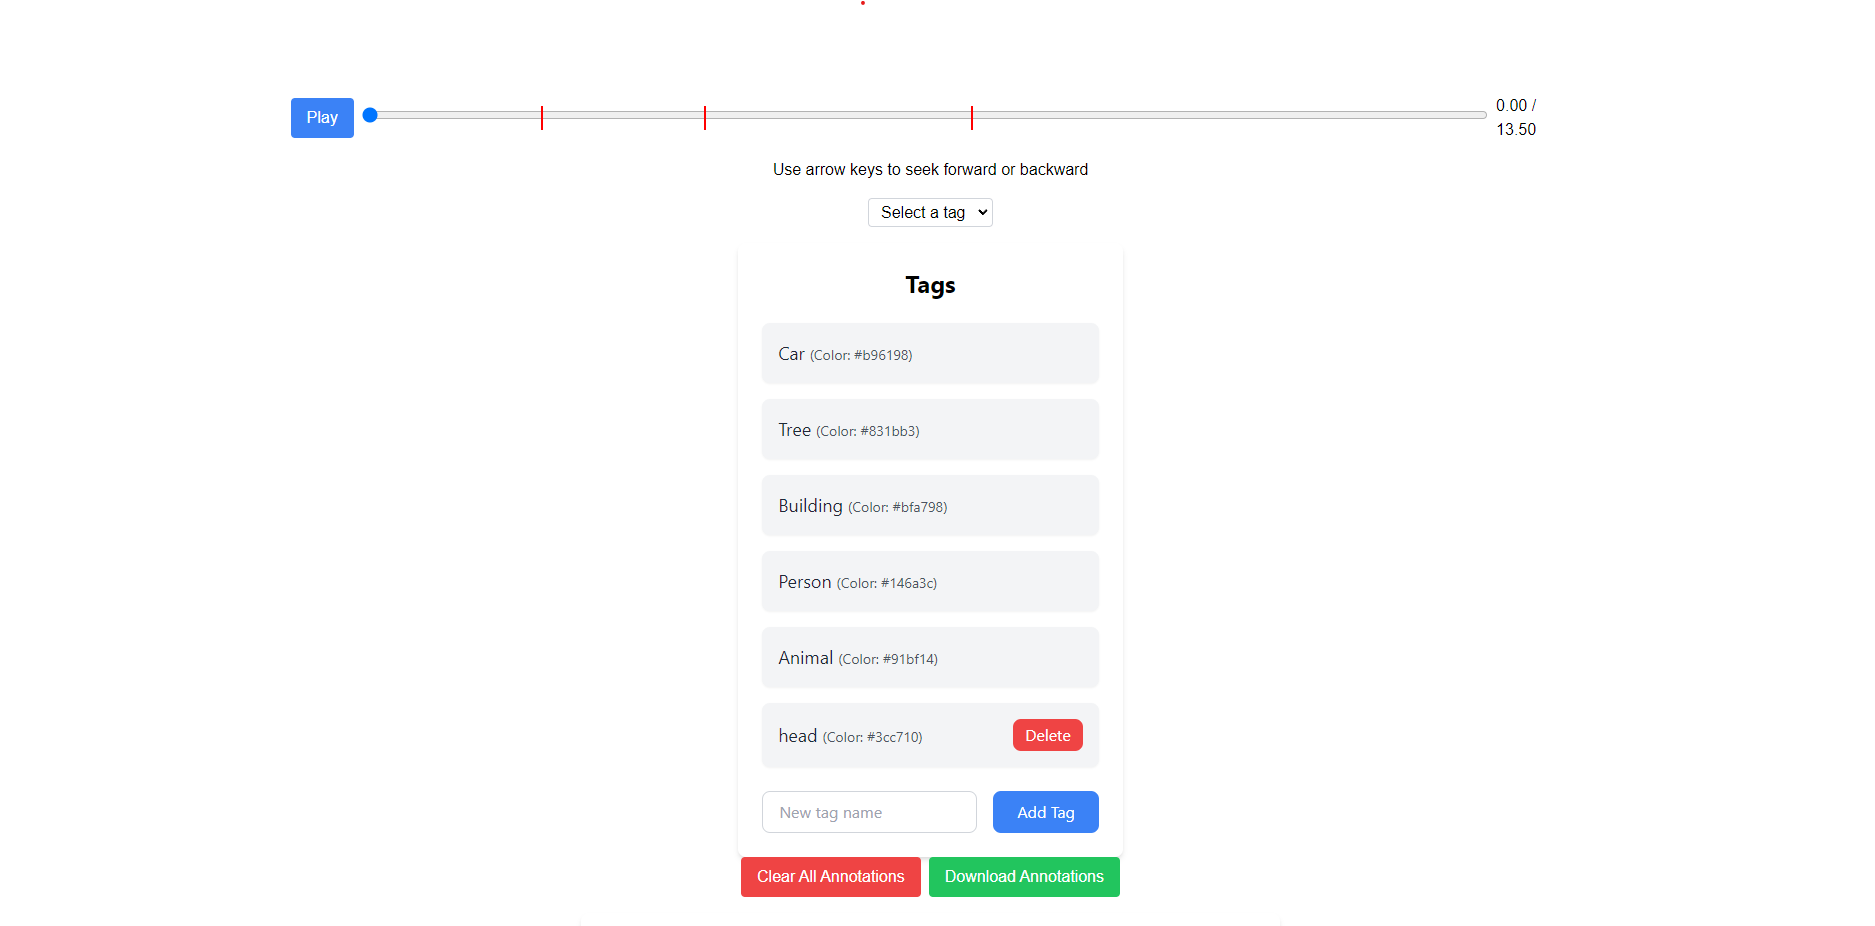 Play
0.00 /
13.50
Use arrow keys to seek forward or backward
Select a tag
Tags
Car (Color: #b96198)
Tree (Color: #831bb3)
Building (Color: #bfa798)
Person (Color: #146a3c)
Animal (Color: #91bf14)
head (Color: #3cc710) Delete
New tag name Add Tag
Clear All Annotations Download Annotations